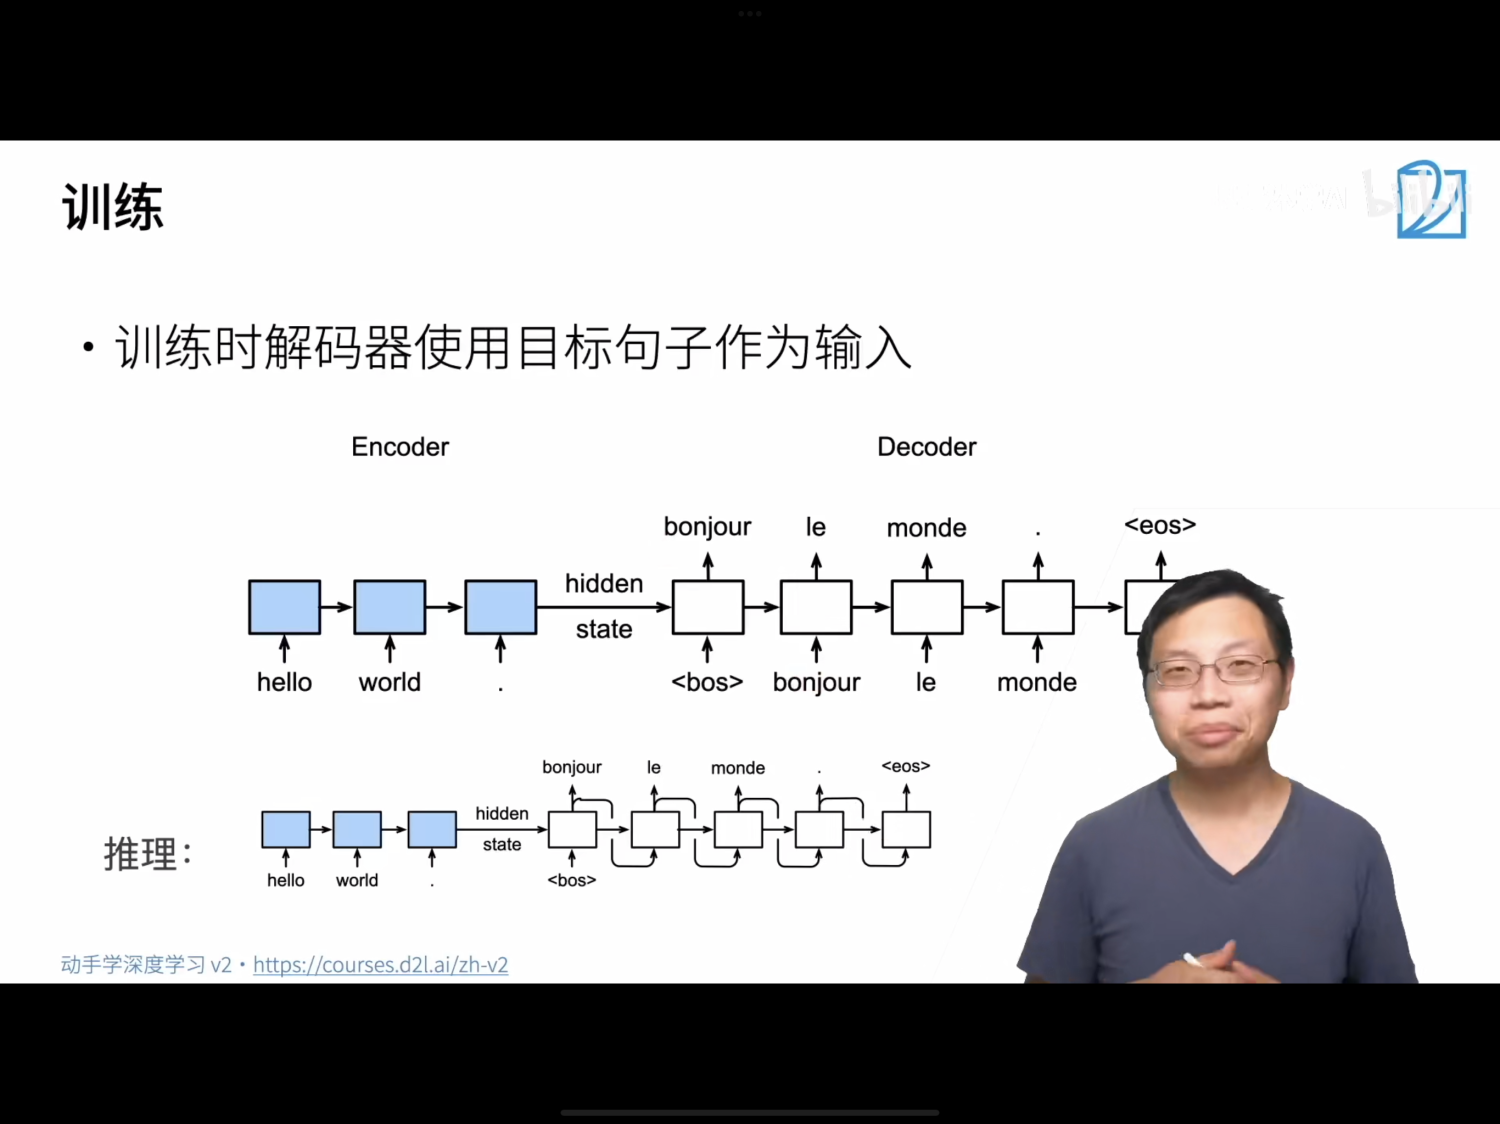 训练
• 训练时解码器使用目标句子作为输入
Encoder
Decoder
bonjour le monde . <eos>
hidden
state
hello world . <bos> bonjour le monde
bonjour le monde . <eos>
推理：
hidden
state
hello world . <bos>
动手学深度学习 v2 • https://courses.d2l.ai/zh-v2
bilibili